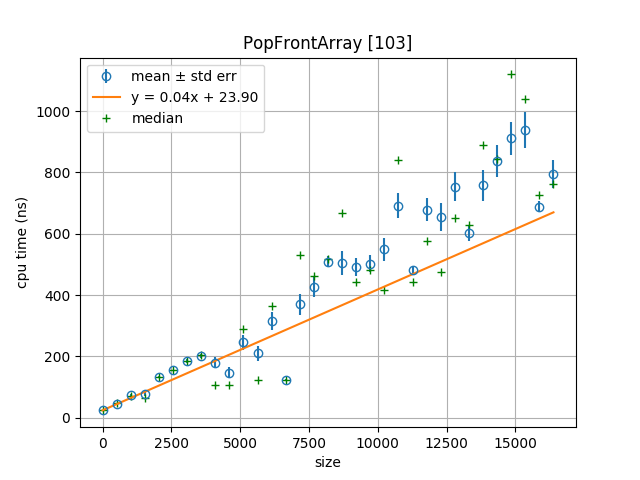 PopFrontArray [103]
mean ± std err
y = 0.04x + 23.90
median
1000
800
600
400
200
0
cpu time (ns)
0 2500 5000 7500 10000 12500 15000
size